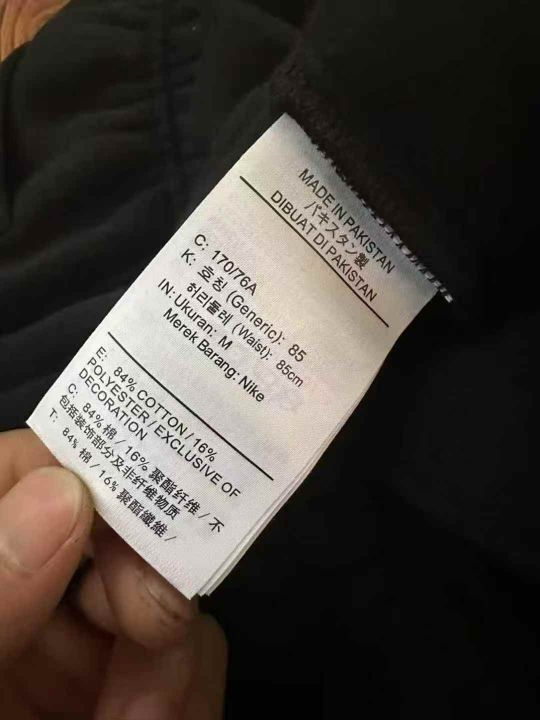 MADE IN PAKISTAN
パキスタン製
DIBUAT DI PAKISTAN
C: 170/76A
K: 호칭 (Generic): 85
허리둘레 (Waist): 85cm
IN: Ukuran: M
Merek Barang: Nike
E: 84% COTTON / 16%
POLYESTER / EXCLUSIVE OF
DECORATION
C: 84% 棉 / 16% 聚酯纤维 / 不
包括装饰部分及非纤维物质
T: 84% 棉 / 16% 聚酯纖維 /